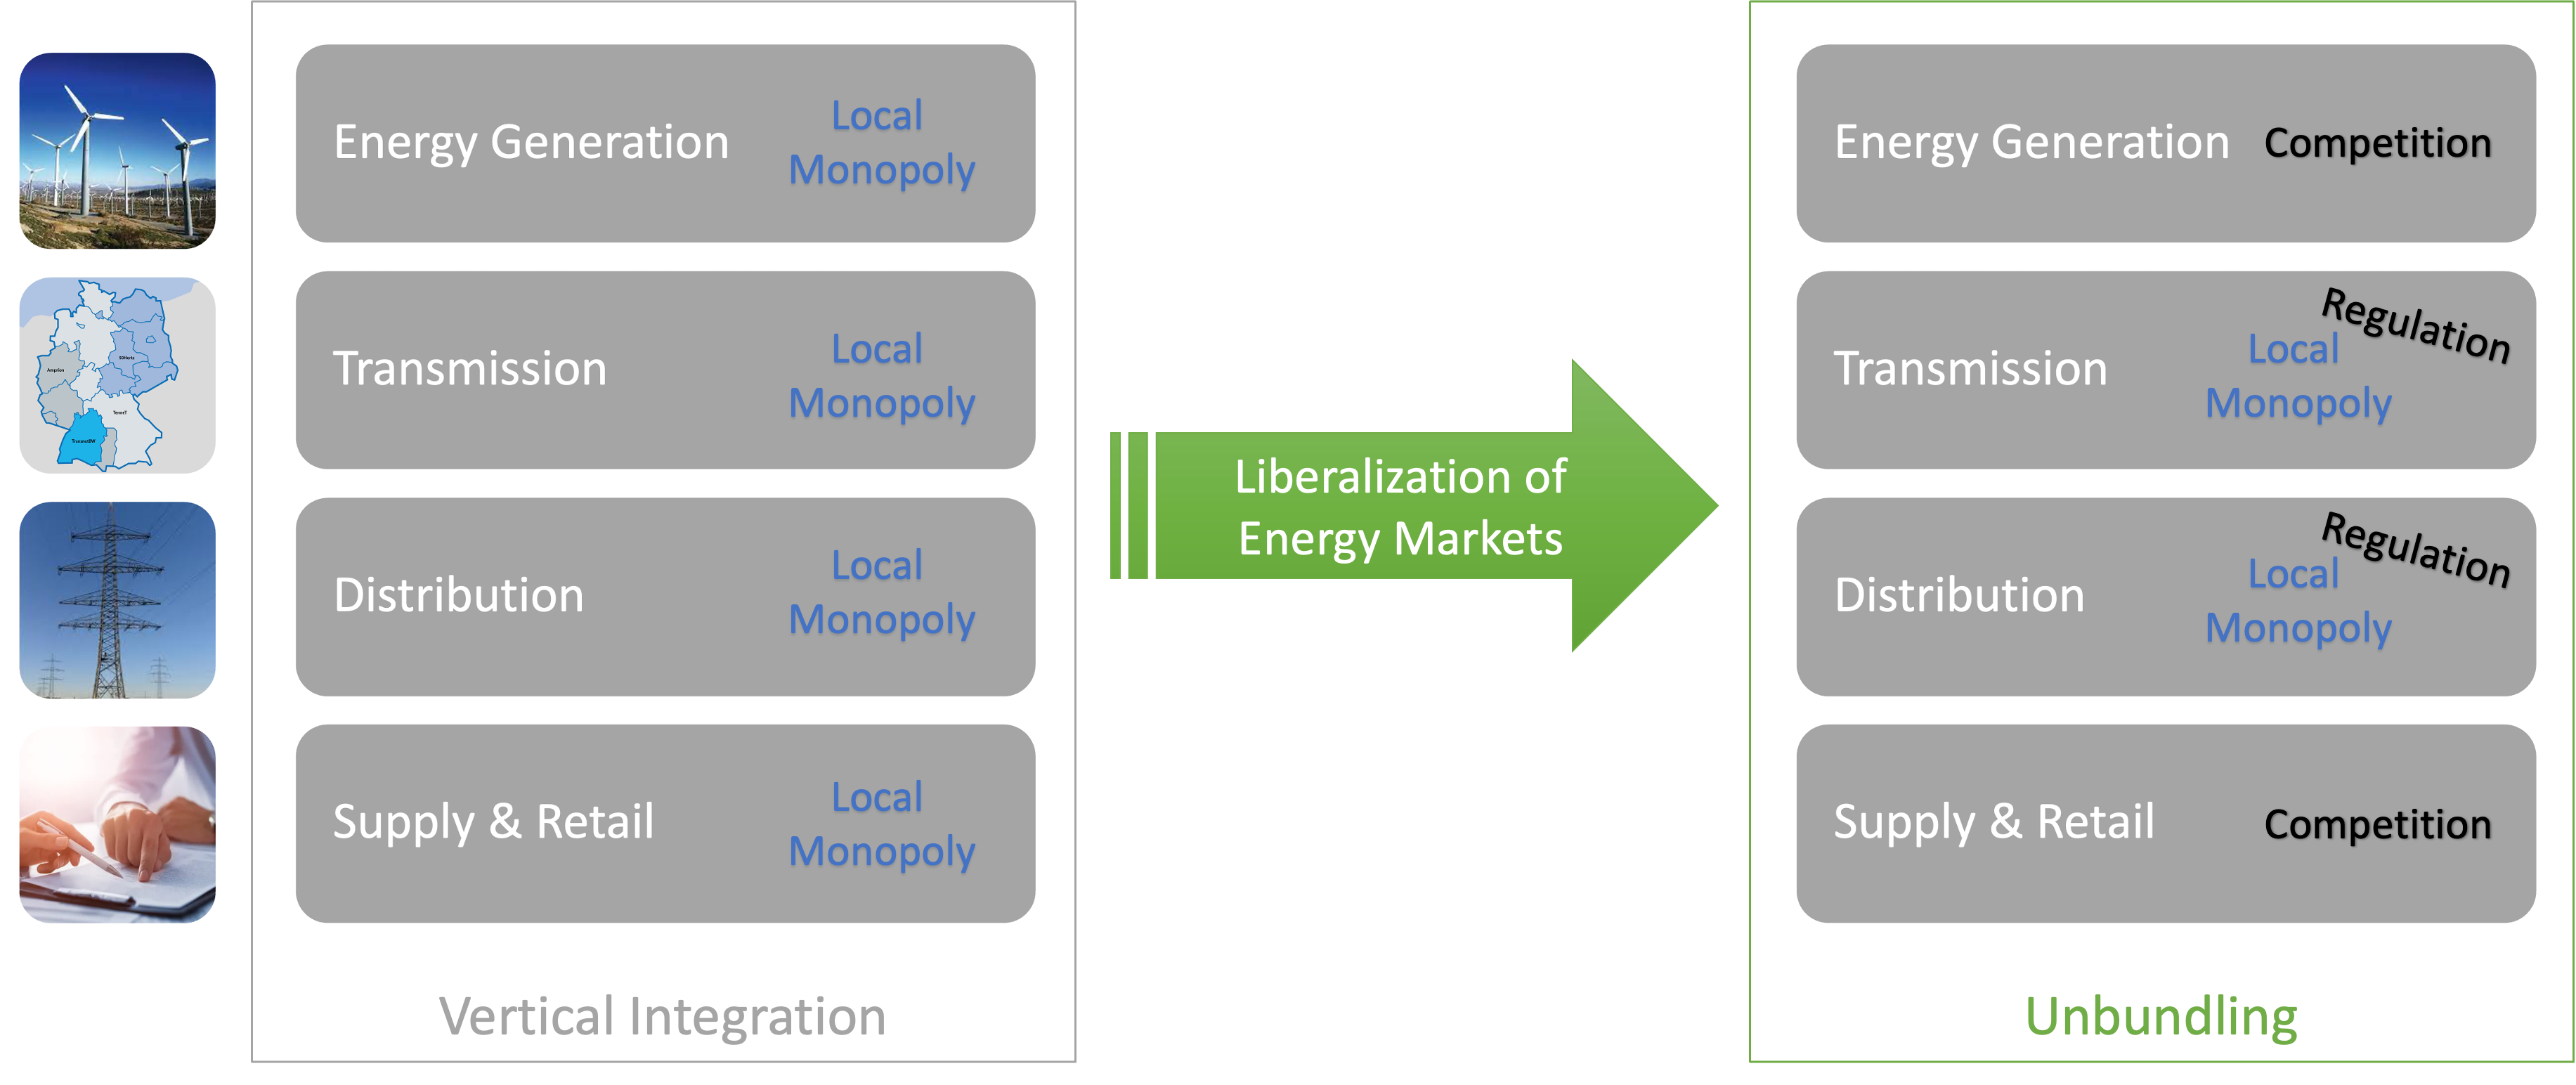 Energy Generation
Local
Monopoly
Transmission
Local
Monopoly
Distribution
Local
Monopoly
Supply & Retail
Local
Monopoly
Vertical Integration
50Hertz
Amprion
TenneT
TransnetBW
Liberalization of
Energy Markets
Energy Generation
Competition
Transmission
Regulation
Local
Monopoly
Distribution
Regulation
Local
Monopoly
Supply & Retail
Competition
Unbundling